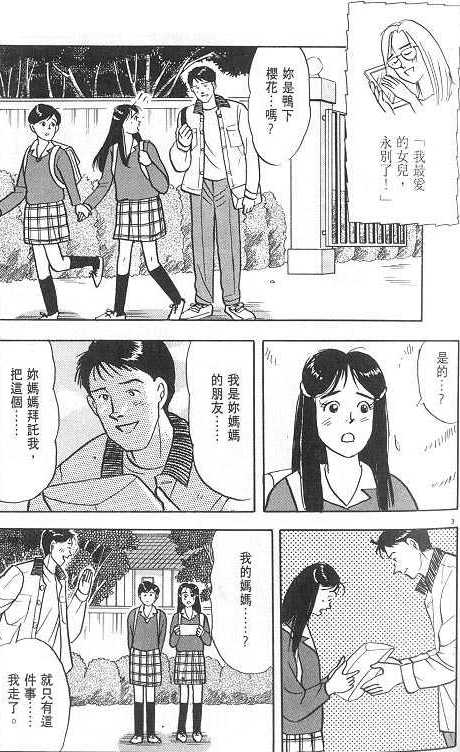 「我最愛
的女兒，
永別了！」
妳是鴨下
櫻花…嗎？
是的…？
我是妳媽媽
的朋友……
妳媽媽拜託我，
把這個……
3
我的媽媽……？
就只有這
件事……
我走了。